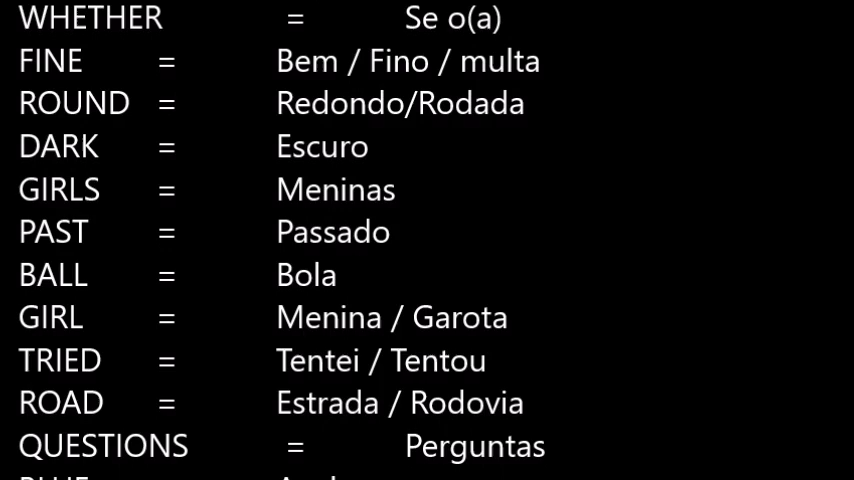 WHETHER = Se o(a)
FINE = Bem / Fino / multa
ROUND = Redondo/Rodada
DARK = Escuro
GIRLS = Meninas
PAST = Passado
BALL = Bola
GIRL = Menina / Garota
TRIED = Tentei / Tentou
ROAD = Estrada / Rodovia
QUESTIONS = Perguntas